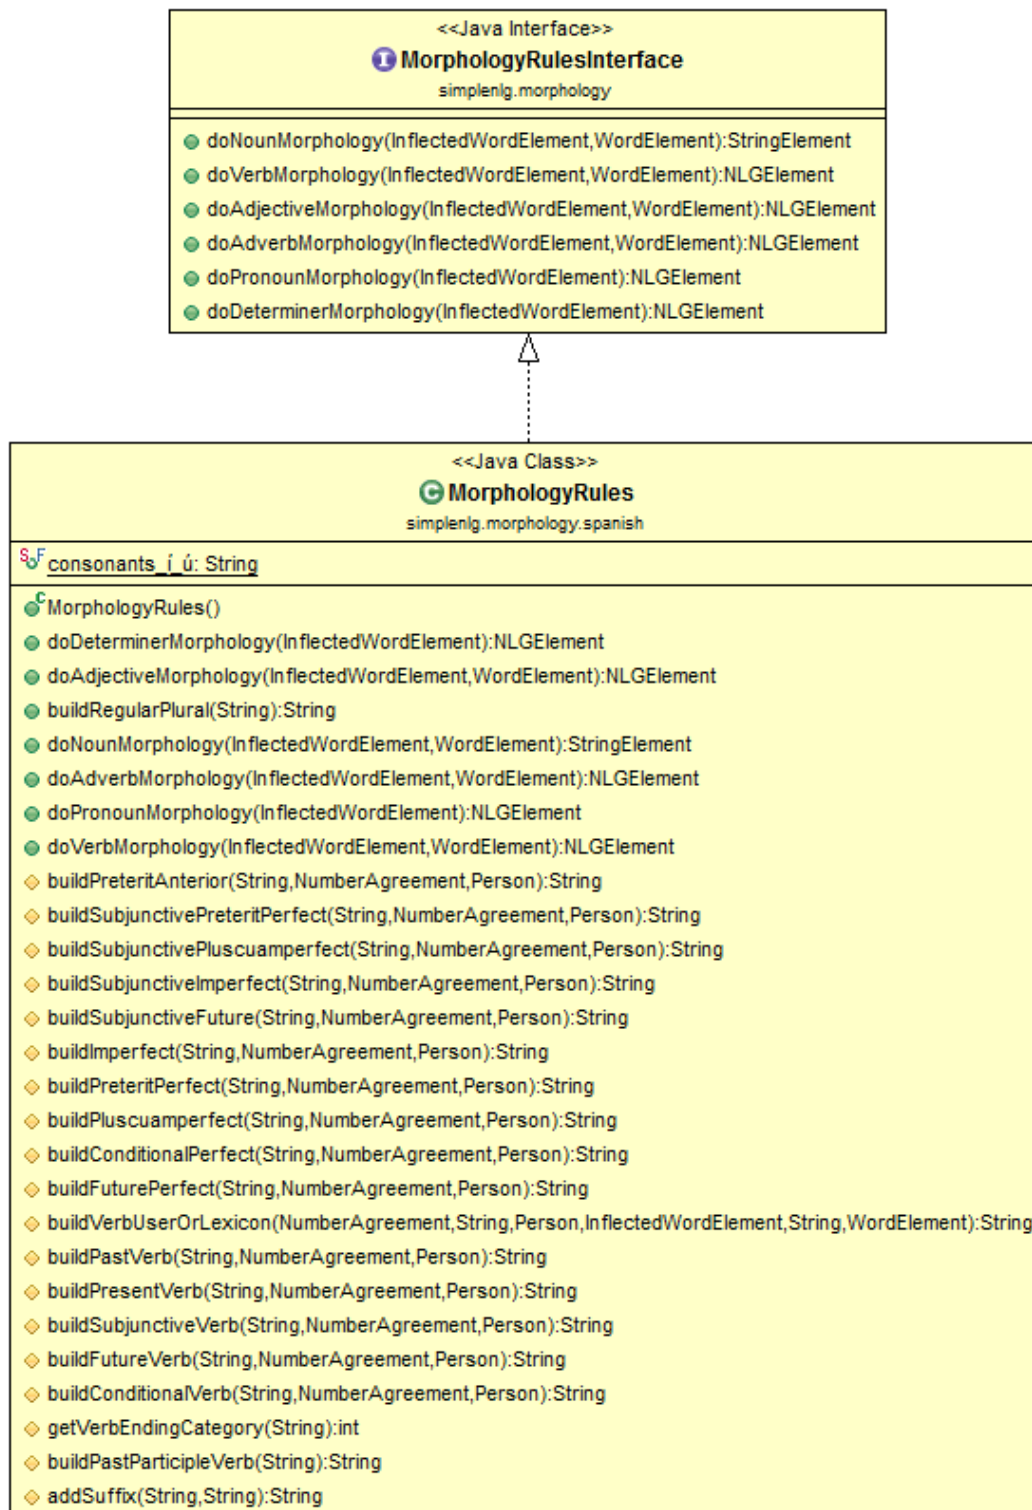 <<Java Interface>>
MorphologyRulesInterface
simplenlg.morphology
doNounMorphology(InflectedWordElement,WordElement):StringElement
doVerbMorphology(InflectedWordElement,WordElement):NLGElement
doAdjectiveMorphology(InflectedWordElement,WordElement):NLGElement
doAdverbMorphology(InflectedWordElement,WordElement):NLGElement
doPronounMorphology(InflectedWordElement):NLGElement
doDeterminerMorphology(InflectedWordElement):NLGElement
<<Java Class>>
MorphologyRules
simplenlg.morphology.spanish
consonants_í_ú: String
MorphologyRules()
doDeterminerMorphology(InflectedWordElement):NLGElement
doAdjectiveMorphology(InflectedWordElement,WordElement):NLGElement
buildRegularPlural(String):String
doNounMorphology(InflectedWordElement,WordElement):StringElement
doAdverbMorphology(InflectedWordElement,WordElement):NLGElement
doPronounMorphology(InflectedWordElement):NLGElement
doVerbMorphology(InflectedWordElement,WordElement):NLGElement
buildPreteritAnterior(String,NumberAgreement,Person):String
buildSubjunctivePreteritPerfect(String,NumberAgreement,Person):String
buildSubjunctivePluscuamperfect(String,NumberAgreement,Person):String
buildSubjunctiveImperfect(String,NumberAgreement,Person):String
buildSubjunctiveFuture(String,NumberAgreement,Person):String
buildImperfect(String,NumberAgreement,Person):String
buildPreteritPerfect(String,NumberAgreement,Person):String
buildPluscuamperfect(String,NumberAgreement,Person):String
buildConditionalPerfect(String,NumberAgreement,Person):String
buildFuturePerfect(String,NumberAgreement,Person):String
buildVerbUserOrLexicon(NumberAgreement,String,Person,InflectedWordElement,String,WordElement):String
buildPastVerb(String,NumberAgreement,Person):String
buildPresentVerb(String,NumberAgreement,Person):String
buildSubjunctiveVerb(String,NumberAgreement,Person):String
buildFutureVerb(String,NumberAgreement,Person):String
buildConditionalVerb(String,NumberAgreement,Person):String
getVerbEndingCategory(String):int
buildPastParticipleVerb(String):String
addSuffix(String,String):String